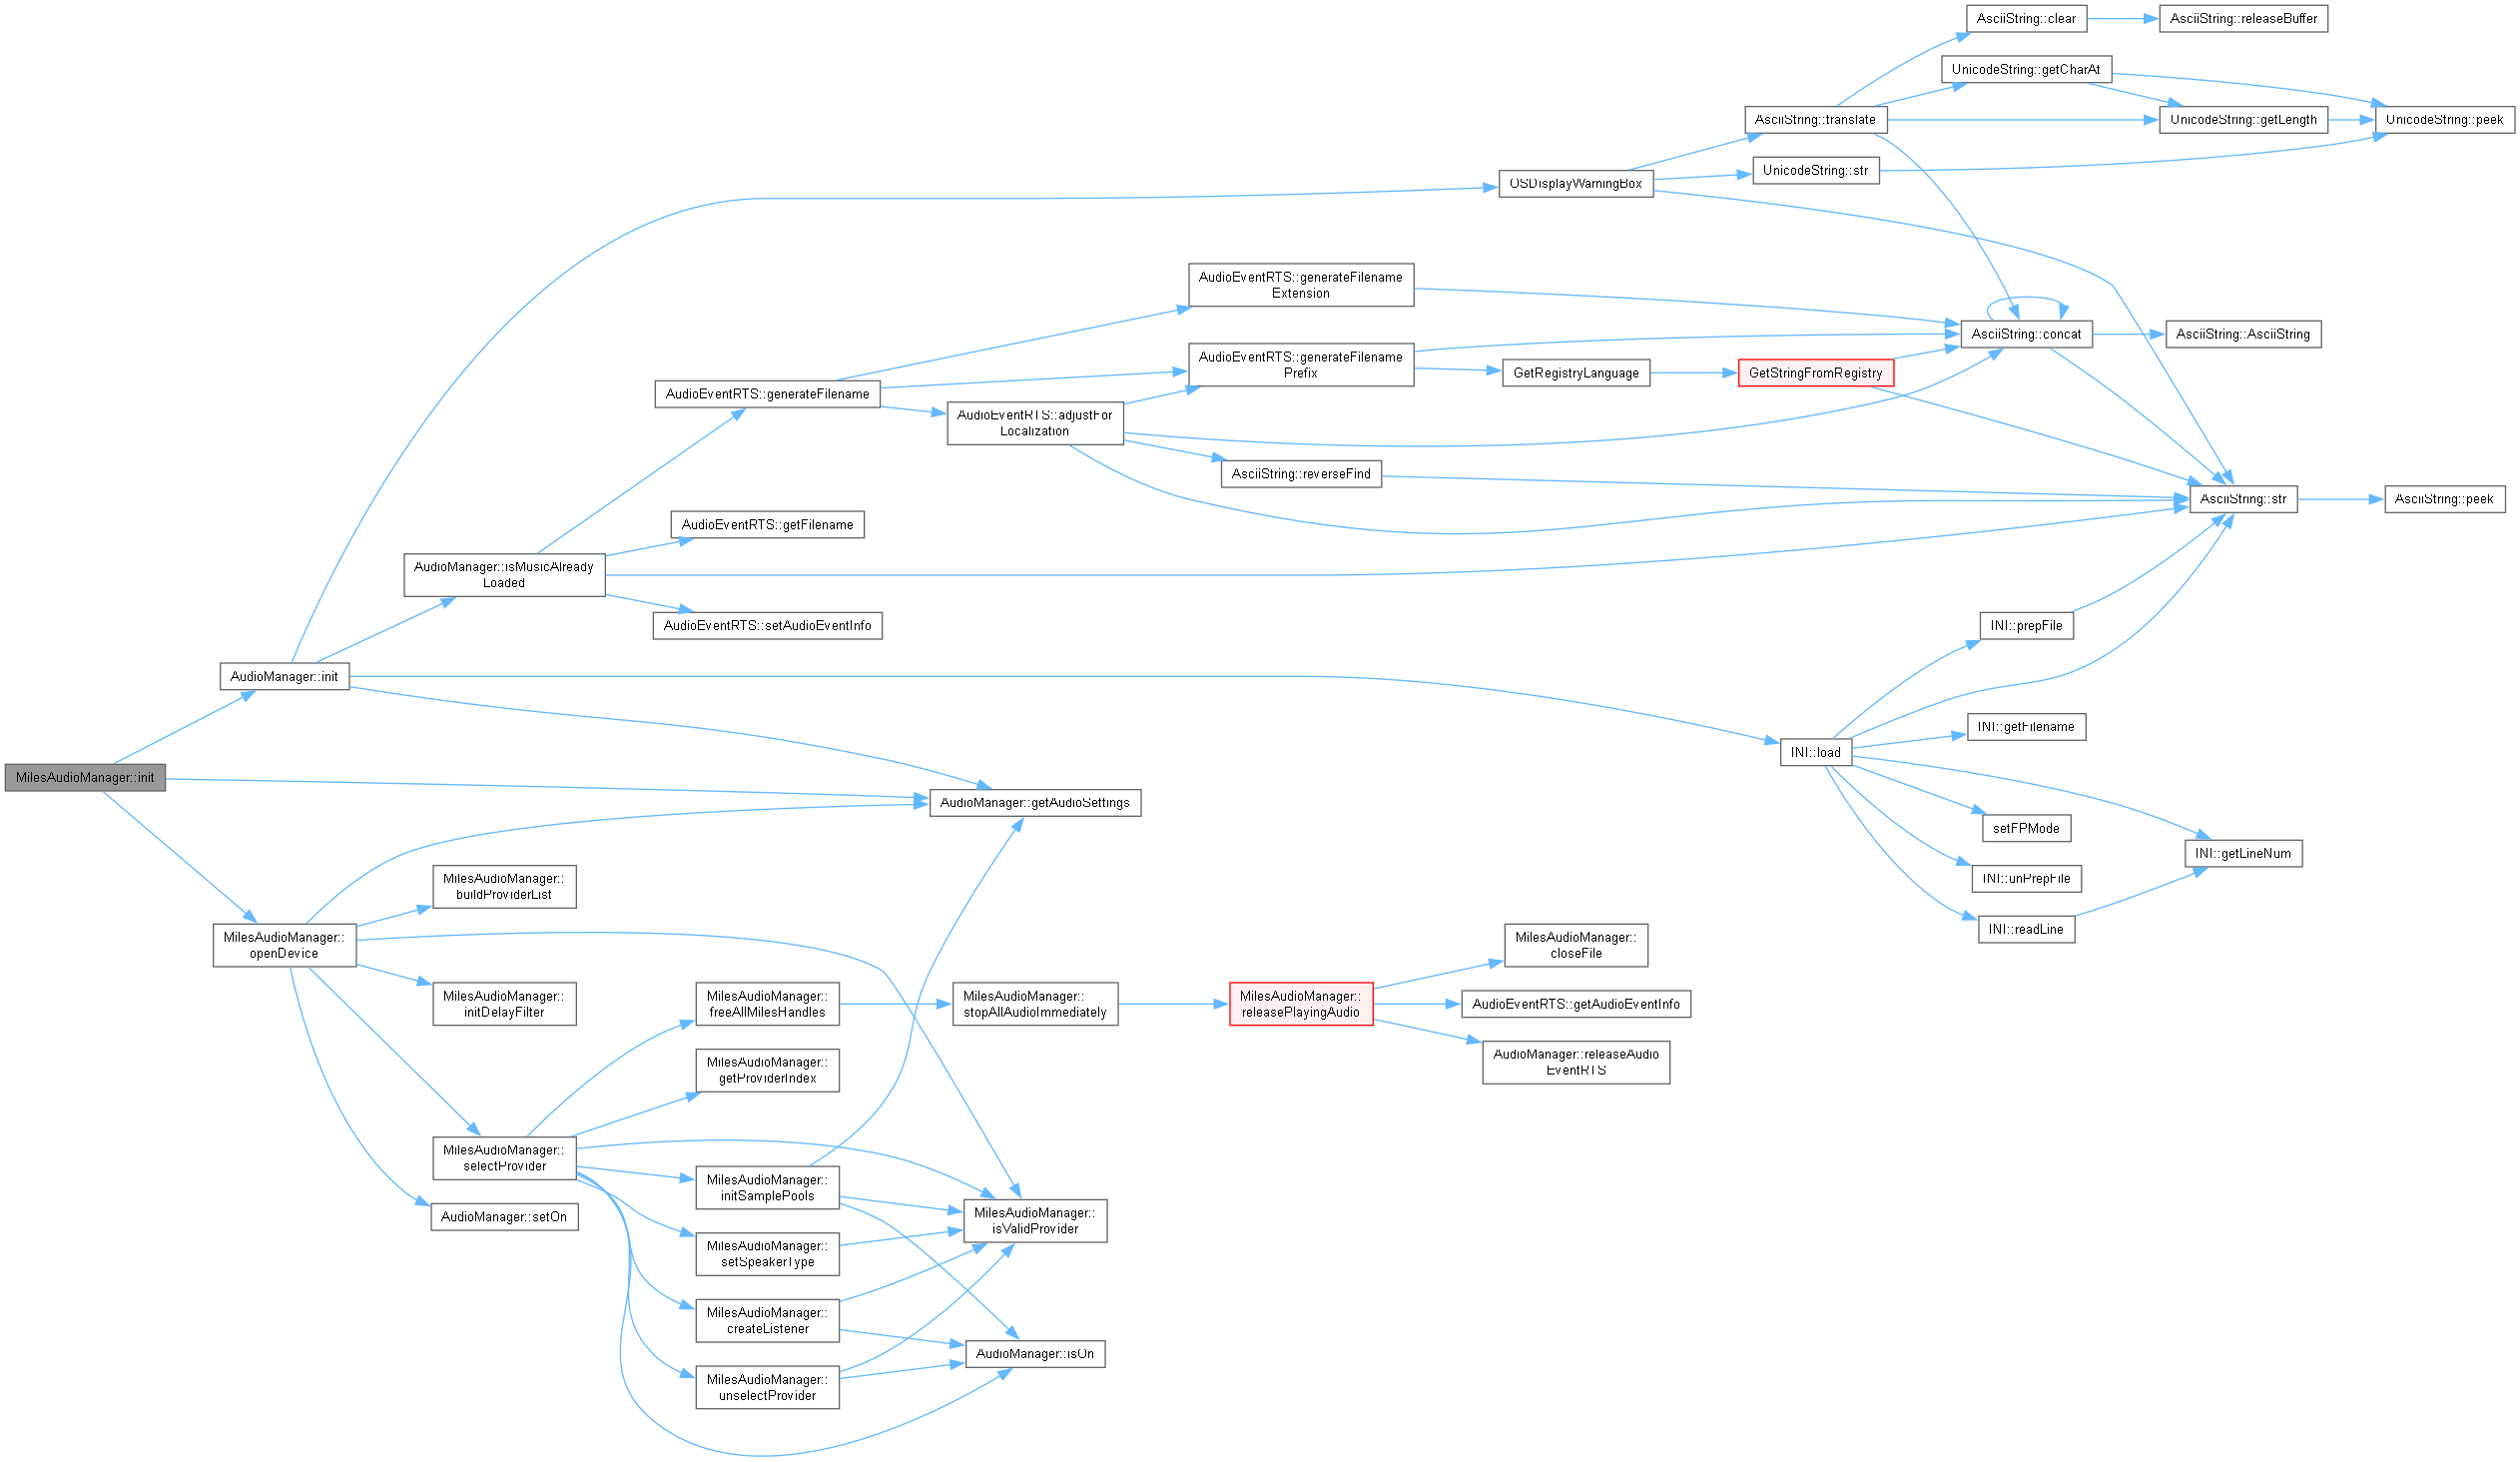 AsciiString::clear
AsciiString::releaseBuffer
UnicodeString::getCharAt
AsciiString::translate
UnicodeString::getLength
UnicodeString::peek
UnicodeString::str
OSDisplayWarningBox
AudioEventRTS::generateFilename
Extension
AsciiString::concat
AsciiString::AsciiString
AudioEventRTS::generateFilename
Prefix
GetRegistryLanguage
GetStringFromRegistry
AudioEventRTS::generateFilename
AudioEventRTS::adjustFor
Localization
AsciiString::reverseFind
AsciiString::str
AsciiString::peek
AudioEventRTS::getFilename
AudioManager::isMusicAlready
Loaded
AudioEventRTS::setAudioEventInfo
INI::prepFile
AudioManager::init
INI::getFilename
INI::load
MilesAudioManager::init
AudioManager::getAudioSettings
setFPMode
INI::getLineNum
INI::unPrepFile
MilesAudioManager::
buildProviderList
INI::readLine
MilesAudioManager::
openDevice
MilesAudioManager::
closeFile
MilesAudioManager::
initDelayFilter
MilesAudioManager::
freeAllMilesHandles
MilesAudioManager::
stopAllAudioImmediately
MilesAudioManager::
releasePlayingAudio
AudioEventRTS::getAudioEventInfo
AudioManager::releaseAudio
EventRTS
MilesAudioManager::
getProviderIndex
MilesAudioManager::
selectProvider
MilesAudioManager::
initSamplePools
AudioManager::setOn
MilesAudioManager::
isValidProvider
MilesAudioManager::
setSpeakerType
MilesAudioManager::
createListener
AudioManager::isOn
MilesAudioManager::
unselectProvider